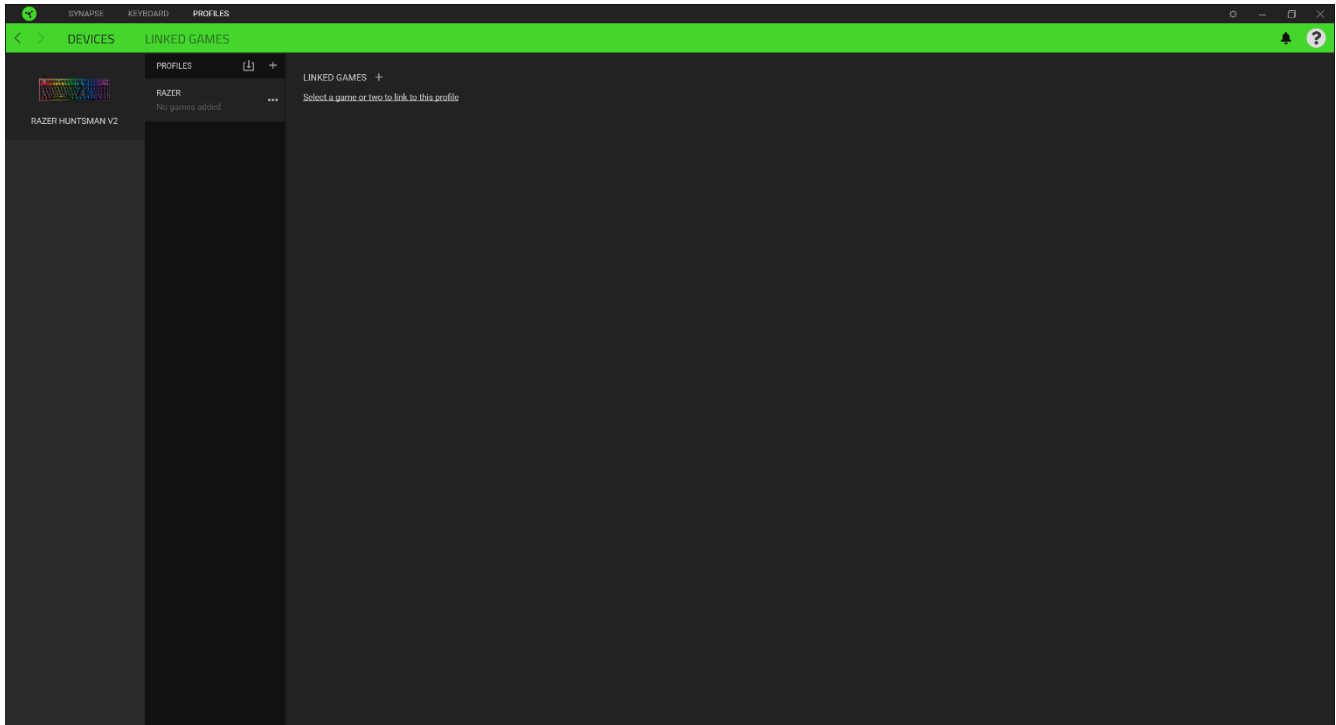 SYNAPSE KEYBOARD PROFILES
DEVICES LINKED GAMES
?
PROFILES +
RAZER
No games added
RAZER HUNTSMAN V2
LINKED GAMES +
Select a game or two to link to this profile